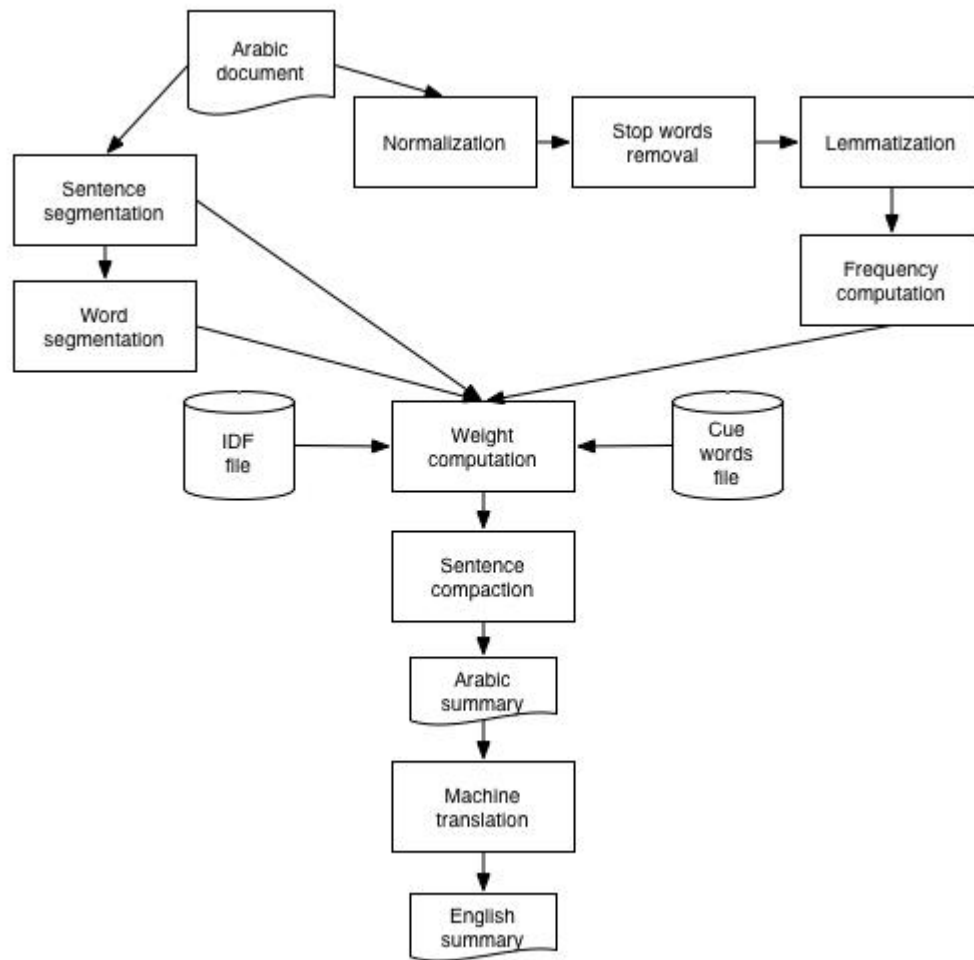 Arabic
document
Normalization
Stop words
removal
Lemmatization
Sentence
segmentation
Frequency
computation
Word
segmentation
IDF
file
Weight
computation
Cue
words
file
Sentence
compaction
Arabic
summary
Machine
translation
English
summary